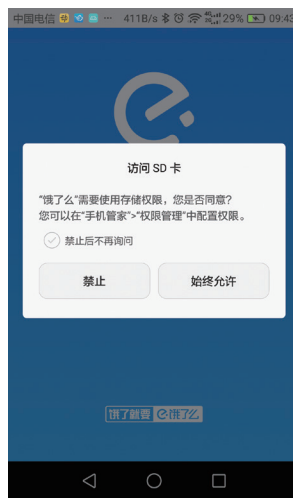 中国电信 ... 411B/s 29% 09:43
访问 SD 卡
“饿了么”需要使用存储权限，您是否同意？
您可以在“手机管家”>“权限管理”中配置权限。
禁止后不再询问
禁止 始终允许
饿了就要 饿了么